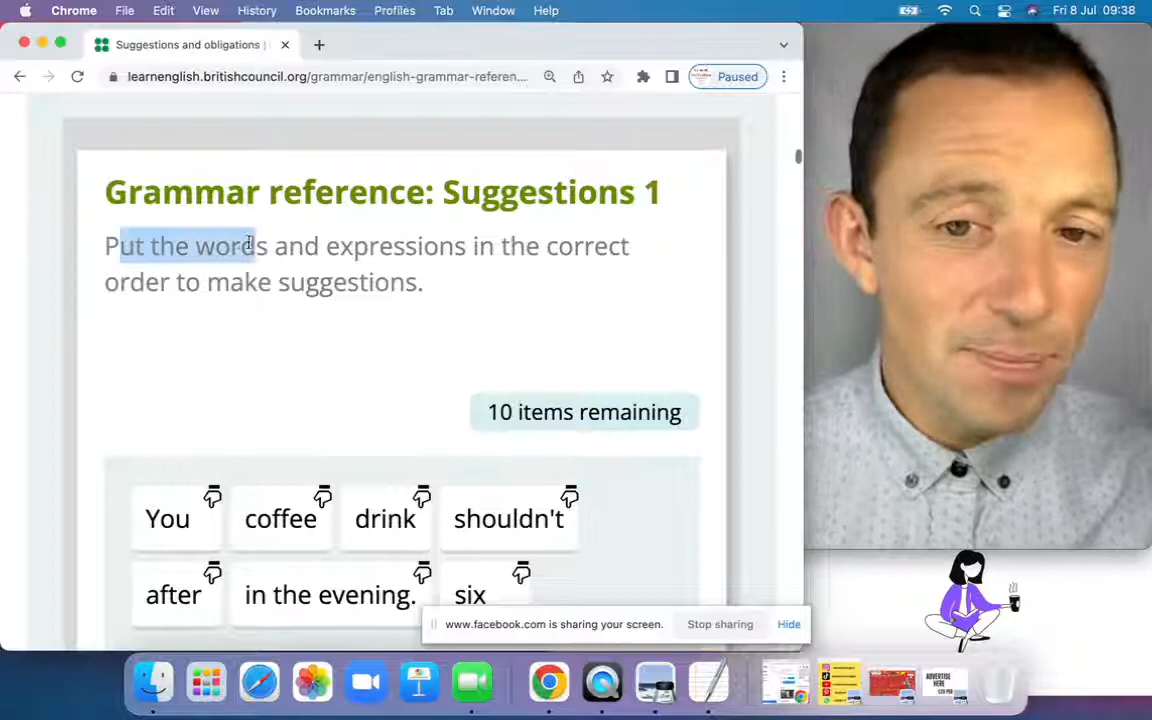 Chrome File Edit View History Bookmarks Profiles Tab Window Help Fri 8 Jul 09:38
Suggestions and obligations |
learnenglish.britishcouncil.org/grammar/english-grammar-referen... Paused
Grammar reference: Suggestions 1
Put the words and expressions in the correct
order to make suggestions.
10 items remaining
You coffee drink shouldn't
after in the evening. six
www.facebook.com is sharing your screen. Stop sharing Hide
ADVERTISE
HERE